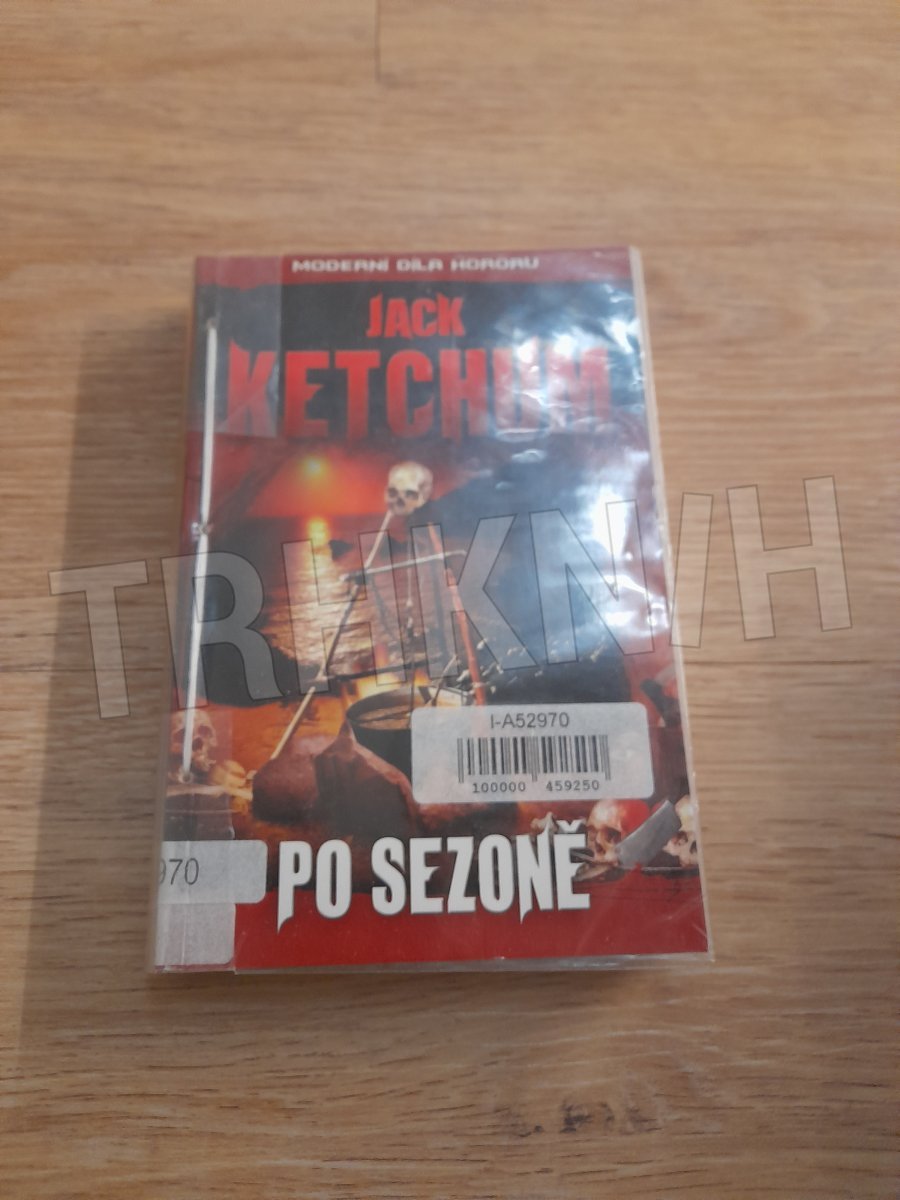 MODERNÍ DÍLA HORORU
JACK
KETCHUM
TRHKNIH
I-A52970
100000 459250
970
PO SEZONĚ